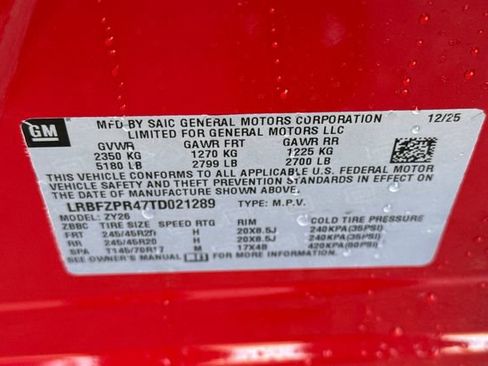 GM
MFD BY SAIC GENERAL MOTORS CORPORATION 12/25
LIMITED FOR GENERAL MOTORS LLC
GVWR GAWR FRT GAWR RR
2350 KG 1270 KG 1225 KG
5180 LB 2799 LB 2700 LB
THIS VEHICLE CONFORMS TO ALL APPLICABLE U.S. FEDERAL MOTOR
VEHICLE SAFETY AND THEFT PREVENTION STANDARDS IN EFFECT ON THE
DATE OF MANUFACTURE SHOWN ABOVE.
LRBFZPR47TD021289 TYPE: M.P.V.
MODEL: ZY26
ZBBC TIRE SIZE SPEED RTG RIM COLD TIRE PRESSURE
FRT 245/45R20 H 20X8.5J 240KPA(35PSI)
RR 245/45R20 H 20X8.5J 240KPA(35PSI)
SPA T145/70R17 M 17X4B 420KPA(60PSI)
SEE OWNER'S MANUAL FOR MORE INFORMATION.